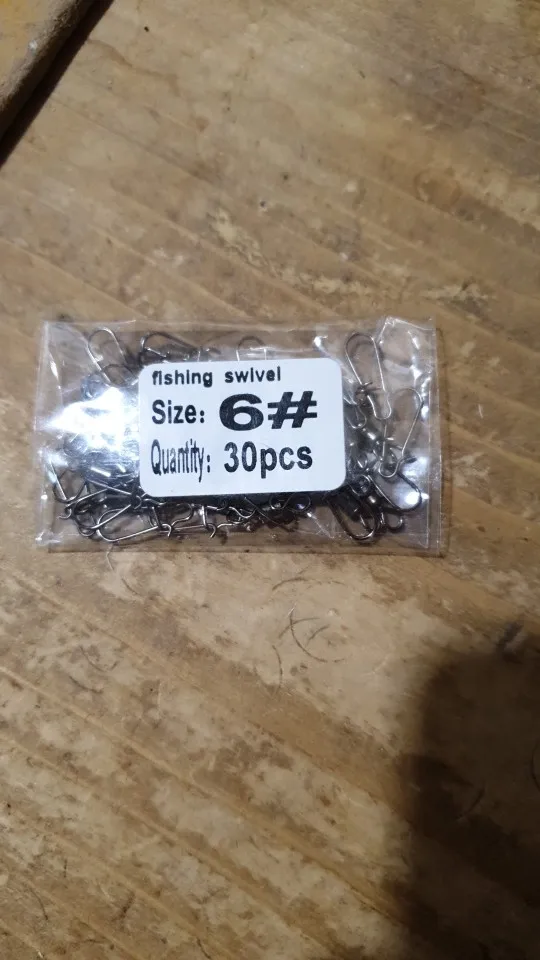 fishing swivel
Size: 6#
Quantity: 30pcs